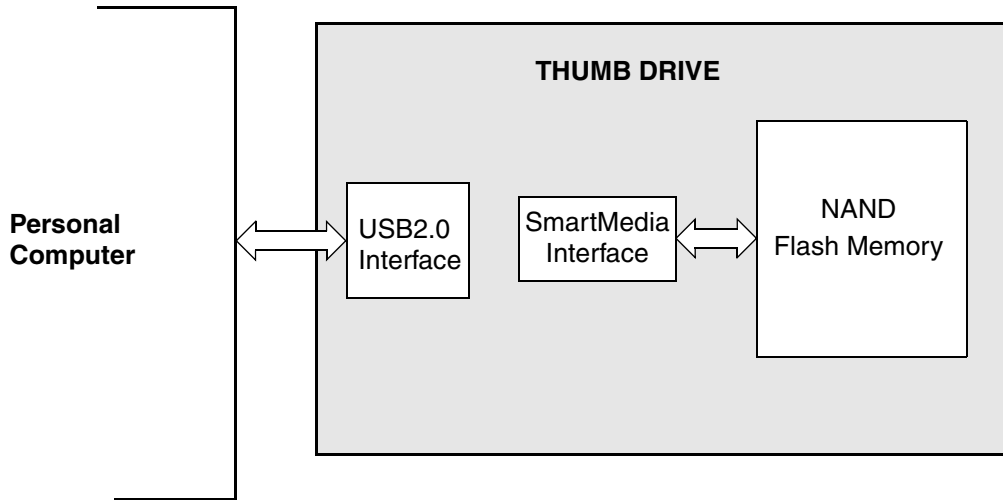 THUMB DRIVE
Personal
Computer
USB2.0
Interface
SmartMedia
Interface
NAND
Flash Memory